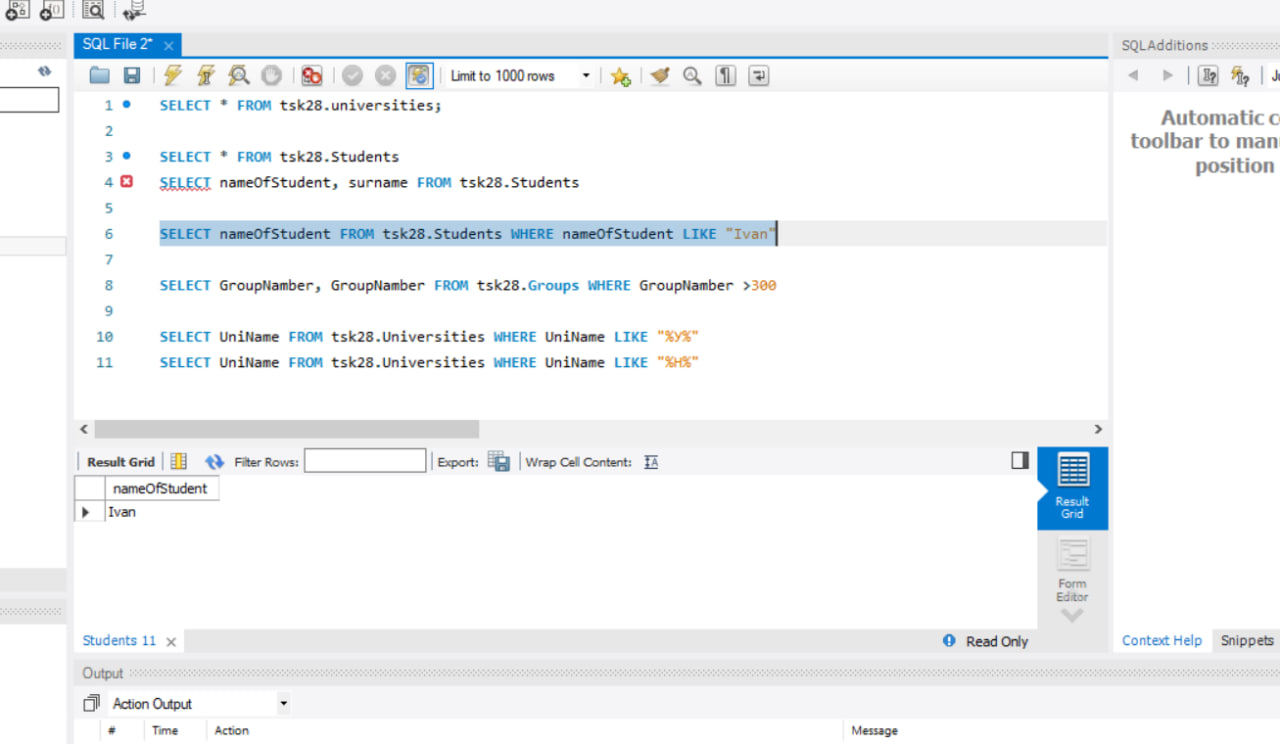 SQL File 2*
SQLAdditions
Limit to 1000 rows
1 SELECT * FROM tsk28.universities;
2
3 SELECT * FROM tsk28.Students
4 SELECT nameOfStudent, surname FROM tsk28.Students
5
6 SELECT nameOfStudent FROM tsk28.Students WHERE nameOfStudent LIKE "Ivan"
7
8 SELECT GroupNamber, GroupNamber FROM tsk28.Groups WHERE GroupNamber >300
9
10 SELECT UniName FROM tsk28.Universities WHERE UniName LIKE "%У%"
11 SELECT UniName FROM tsk28.Universities WHERE UniName LIKE "%Н%"
Automatic
toolbar to
position
Result Grid
Filter Rows:
Export:
Wrap Cell Content:
nameOfStudent
Ivan
Result
Grid
Form
Editor
Students 11
Read Only
Context Help
Snippets
Output
Action Output
# Time Action Message